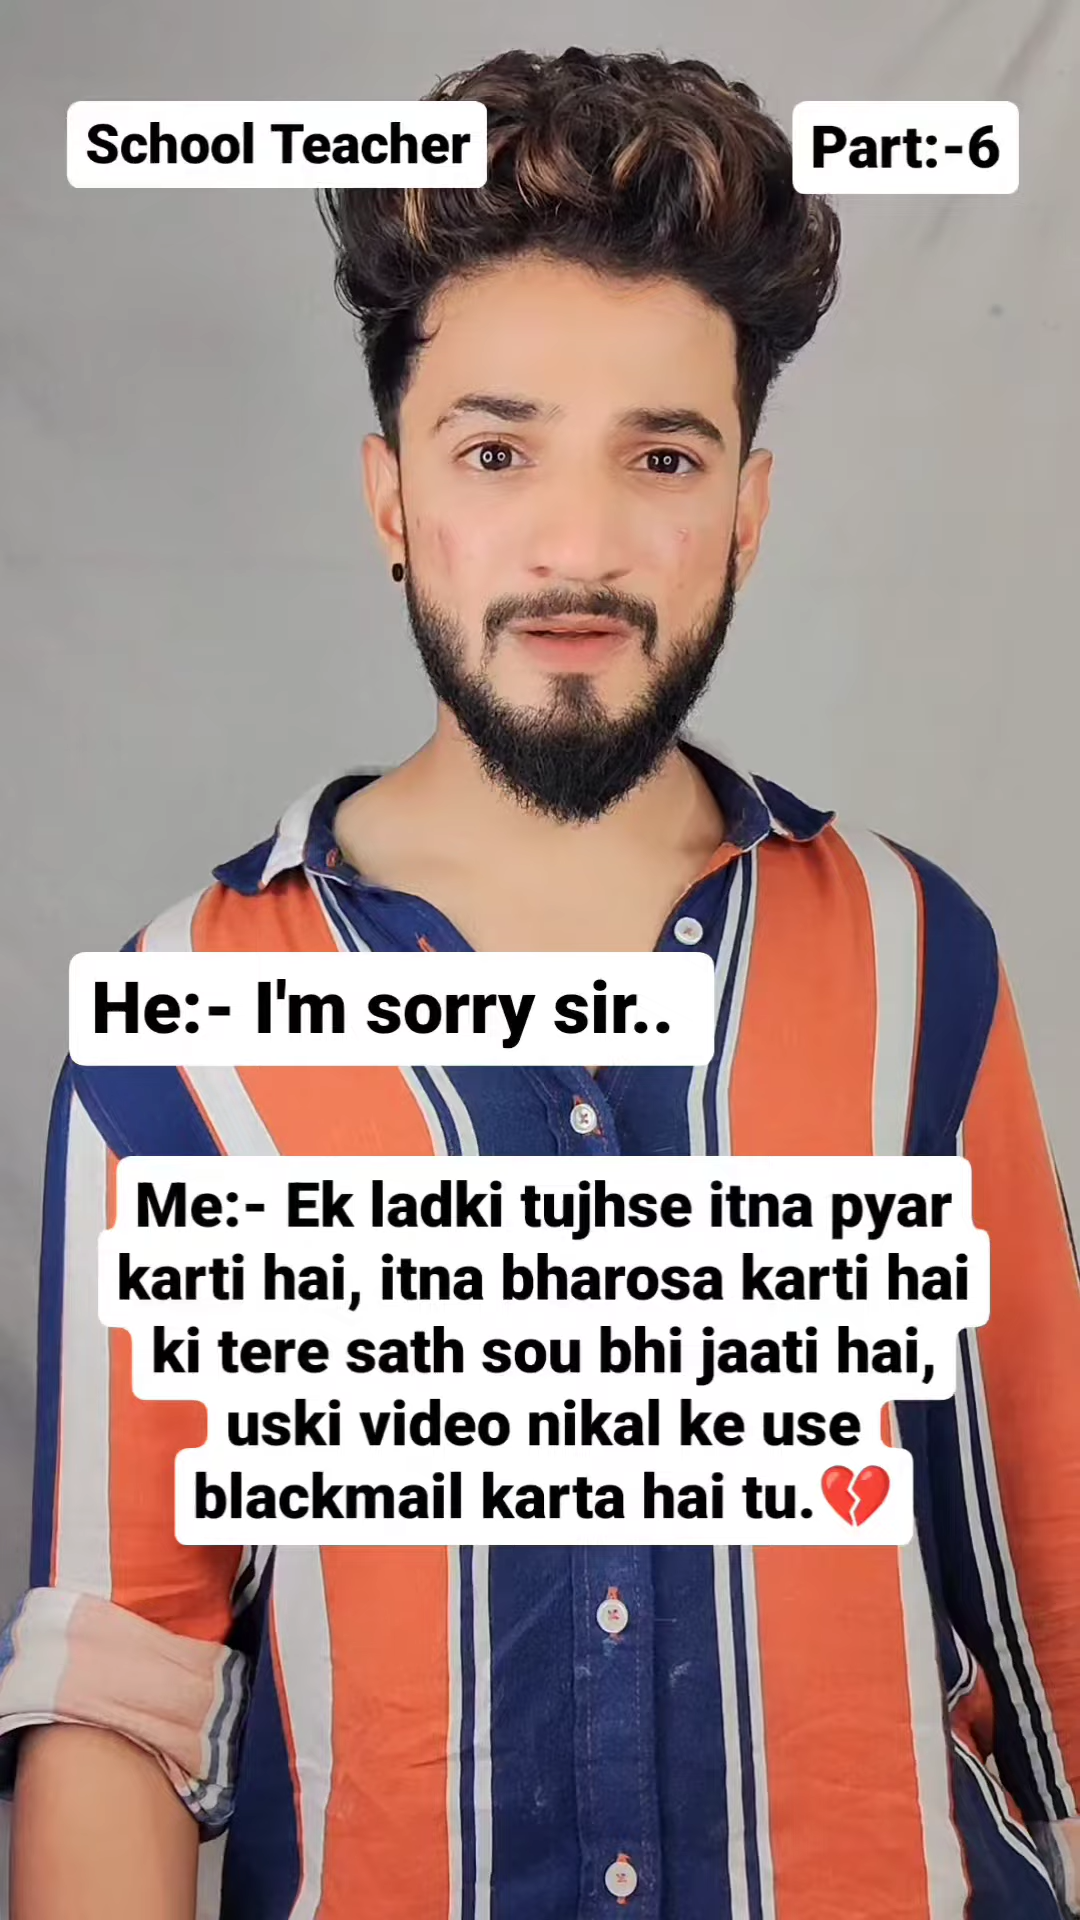 School Teacher
Part:-6
He:- I'm sorry sir..
Me:- Ek ladki tujhse itna pyar
karti hai, itna bharosa karti hai
ki tere sath sou bhi jaati hai,
uski video nikal ke use
blackmail karta hai tu.💔